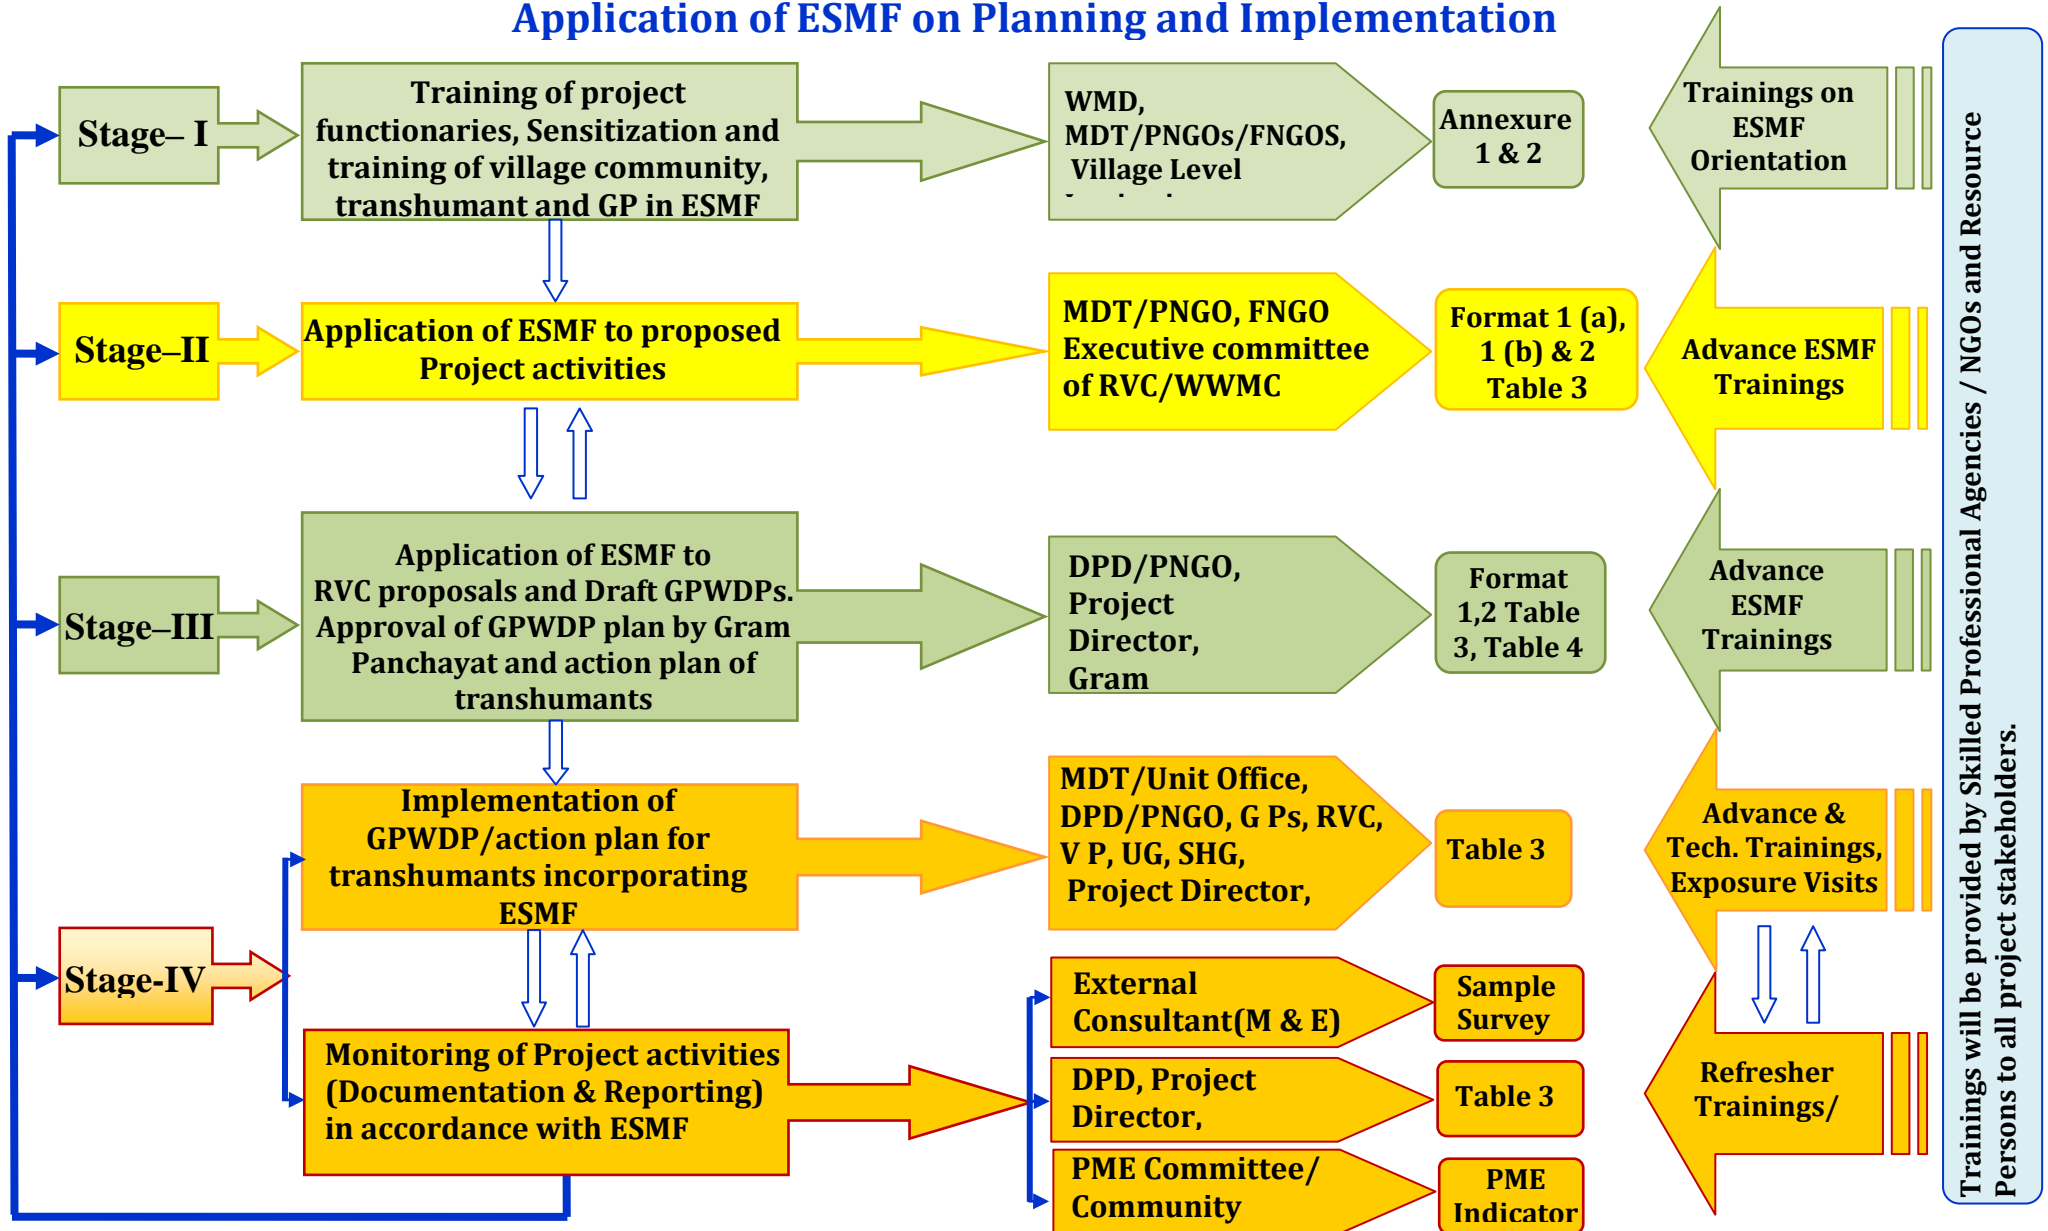 Application of ESMF on Planning and Implementation
Stage– I
Training of project
functionaries, Sensitization and
training of village community,
transhumant and GP in ESMF
WMD,
MDT/PNGOs/FNGOS,
Village Level
Annexure
1 & 2
Trainings on
ESMF
Orientation
Stage–II
Application of ESMF to proposed
Project activities
MDT/PNGO, FNGO
Executive committee
of RVC/WWMC
Format 1 (a),
1 (b) & 2
Table 3
Advance ESMF
Trainings
Stage–III
Application of ESMF to
RVC proposals and Draft GPWDPs.
Approval of GPWDP plan by Gram
Panchayat and action plan of
transhumants
DPD/PNGO,
Project
Director,
Gram
Format
1,2 Table
3, Table 4
Advance
ESMF
Trainings
Stage-IV
Implementation of
GPWDP/action plan for
transhumants incorporating
ESMF
MDT/Unit Office,
DPD/PNGO, G Ps, RVC,
V P, UG, SHG,
Project Director,
Table 3
Advance &
Tech. Trainings,
Exposure Visits
Monitoring of Project activities
(Documentation & Reporting)
in accordance with ESMF
External
Consultant(M & E)
Sample
Survey
DPD, Project
Director,
Table 3
PME Committee/
Community
PME
Indicator
Refresher
Trainings/
Trainings will be provided by Skilled Professional Agencies / NGOs and Resource
Persons to all project stakeholders.